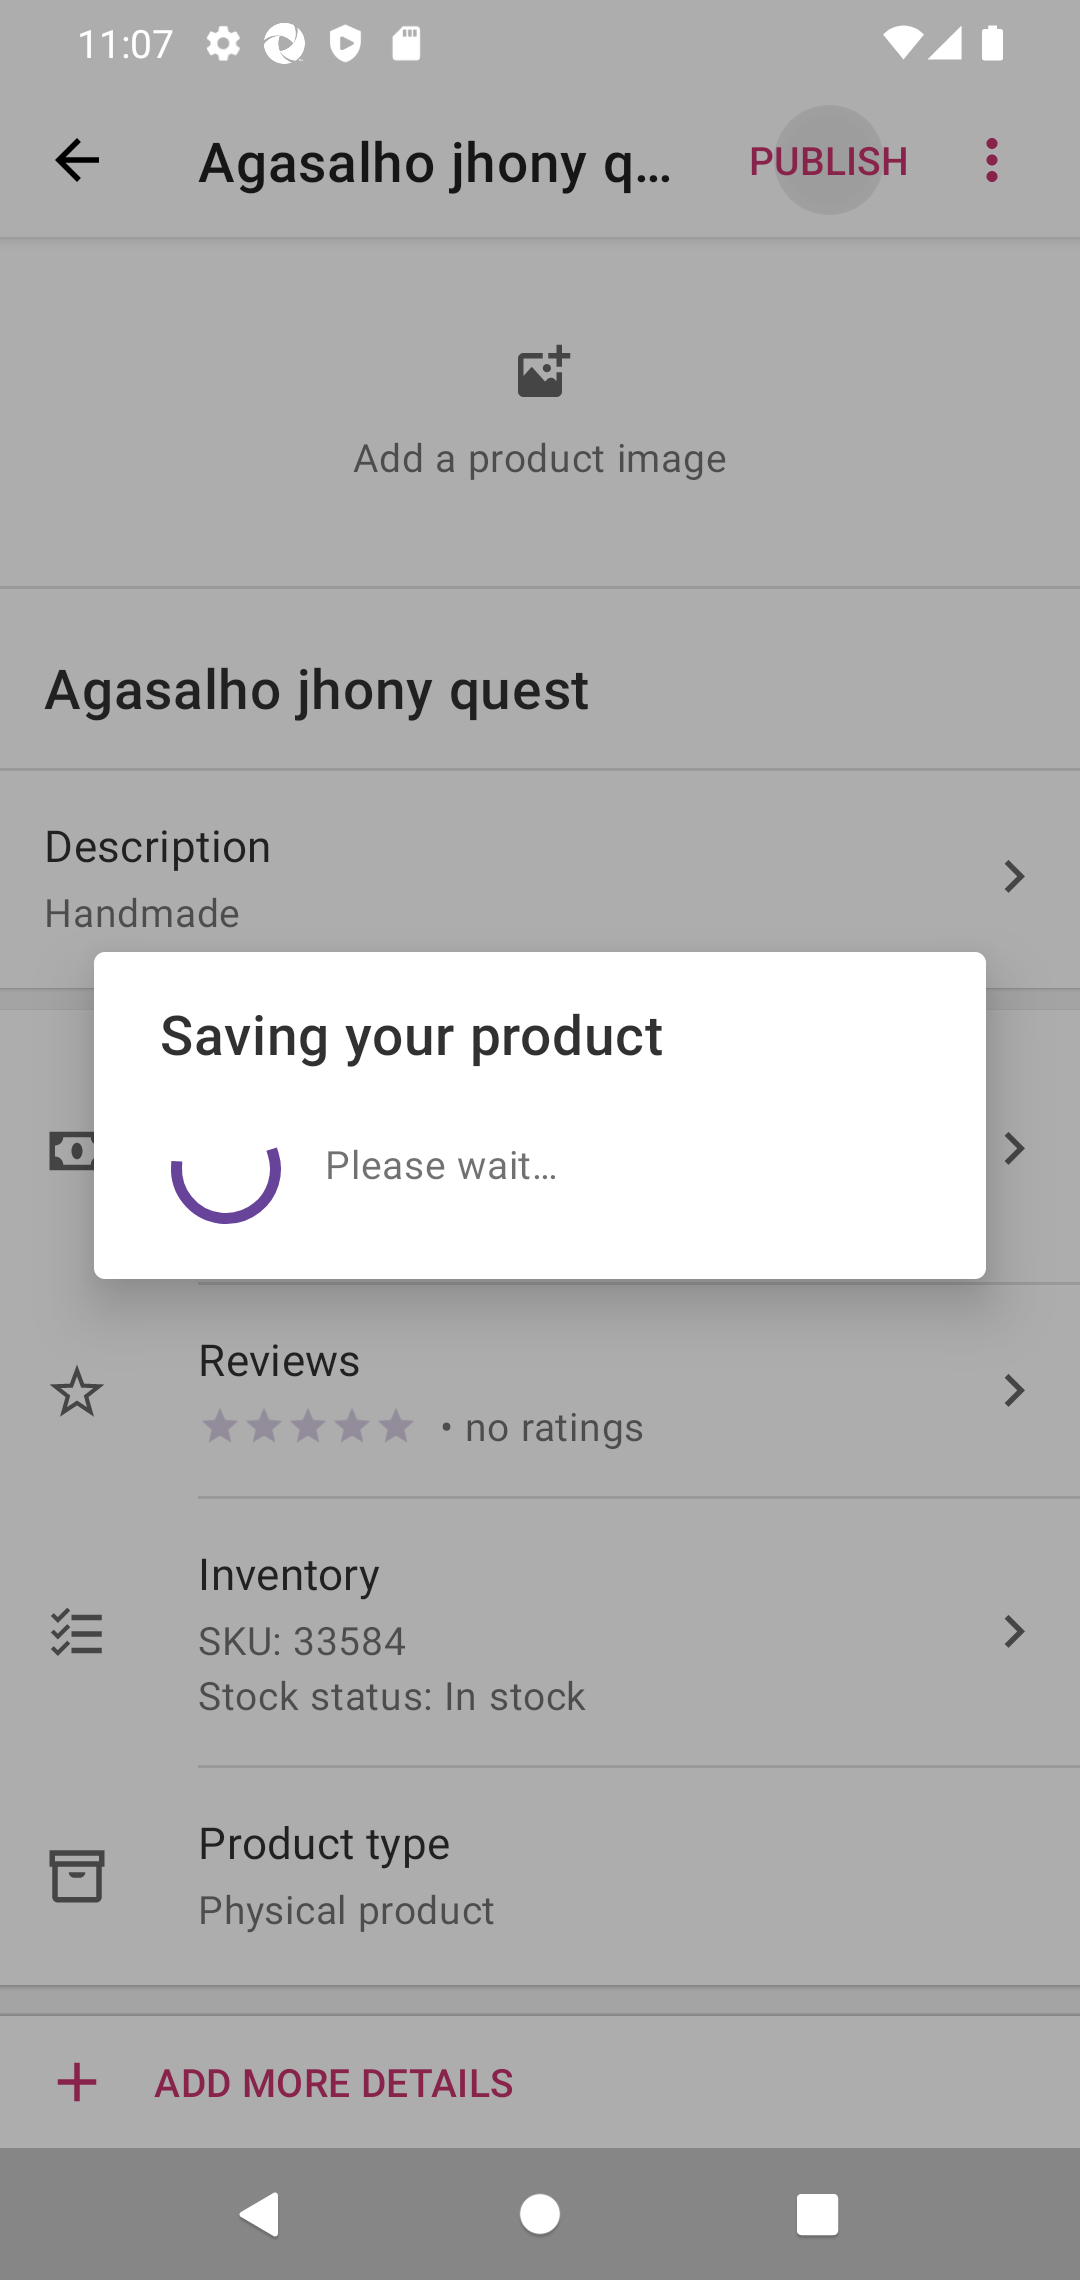 11:07
Agasalho jhony q...
PUBLISH
Add a product image
Agasalho jhony quest
Description
Handmade
Saving your product
Please wait...
Reviews
• no ratings
Inventory
SKU: 33584
Stock status: In stock
Product type
Physical product
ADD MORE DETAILS